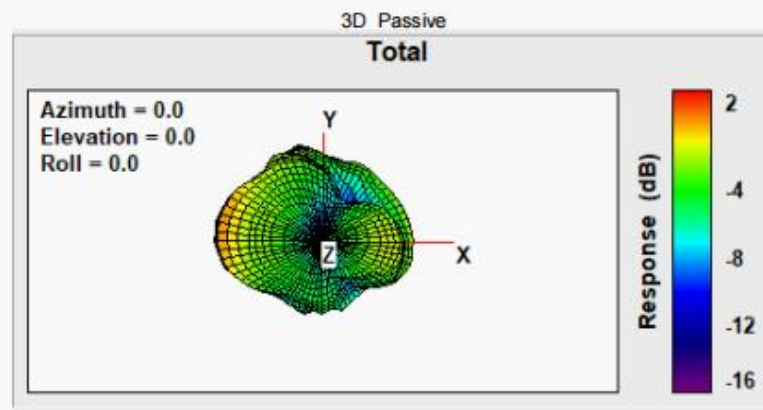 3D Passive
Total
Azimuth = 0.0
Elevation = 0.0
Roll = 0.0
Y
Z
X
Response (dB)
2
-4
-8
-12
-16